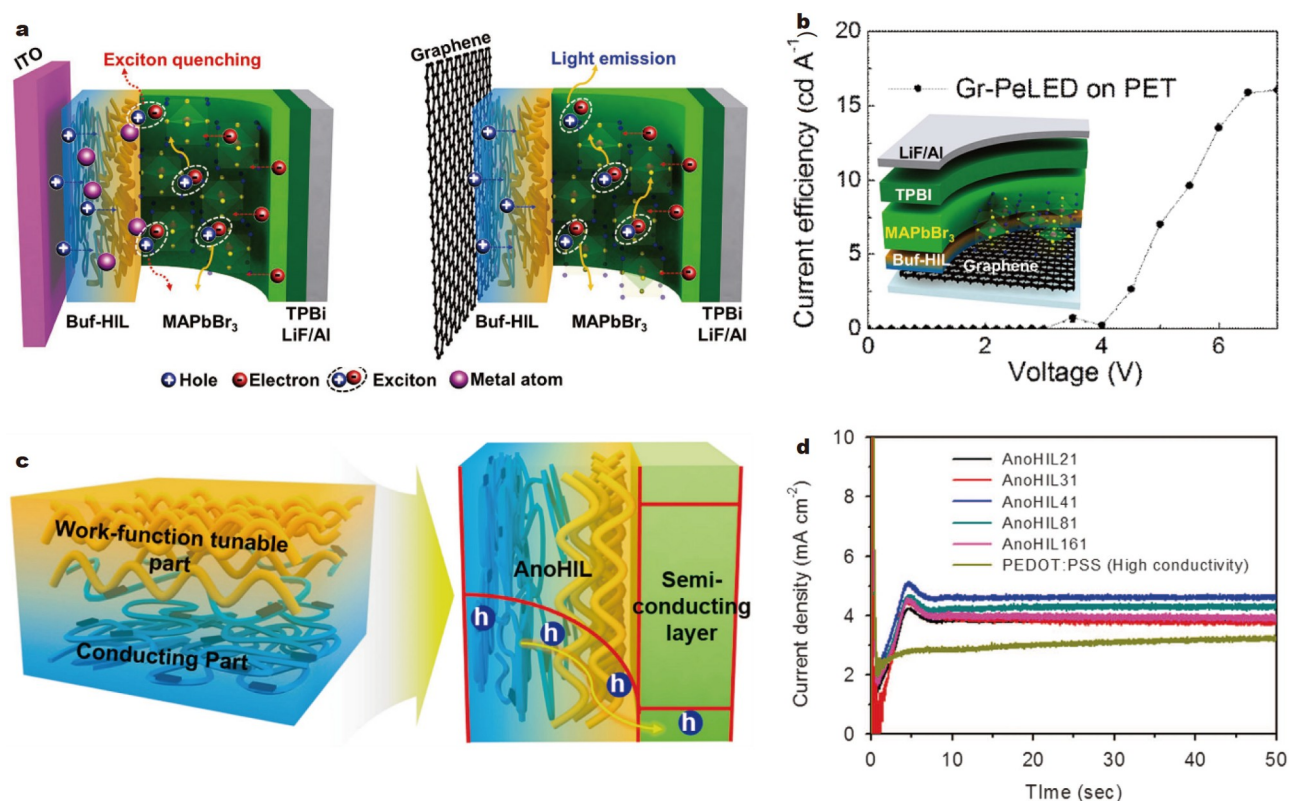 a
ITO
Exciton quenching
Buf-HIL
MAPbBr3
TPBi
LiF/Al
Graphene
Light emission
Buf-HIL
MAPbBr3
TPBi
LiF/Al
Hole
Electron
Exciton
Metal atom
b
Current efficiency (cd A-1))
20
15
10
5
0
Gr-PeLED on PET
LiF/Al
TPBI
MAPbBr3
Buf-HIL
Graphene
0
2
4
6
Voltage (V)
c
Work-function tunable
part
Conducting Part
AnoHIL
Semi-
conducting
layer
h
h
h
h
d
Current density (mA cm-2)
10
8
6
4
2
0
AnoHIL21
AnoHIL31
AnoHIL41
AnoHIL81
AnoHIL161
PEDOT:PSS (High conductivity)
0
10
20
30
40
50
TIme (sec)